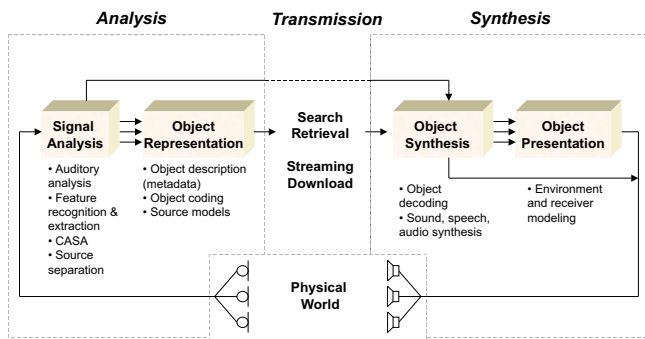 Analysis
Transmission
Synthesis
Signal
Analysis
Object
Representation
Search
Retrieval
Streaming
Download
Object
Synthesis
Object
Presentation
• Auditory
analysis
• Feature
recognition &
extraction
• CASA
• Source
separation
• Object description
(metadata)
• Object coding
• Source models
• Object
decoding
• Sound, speech,
audio synthesis
• Environment
and receiver
modeling
Physical
World